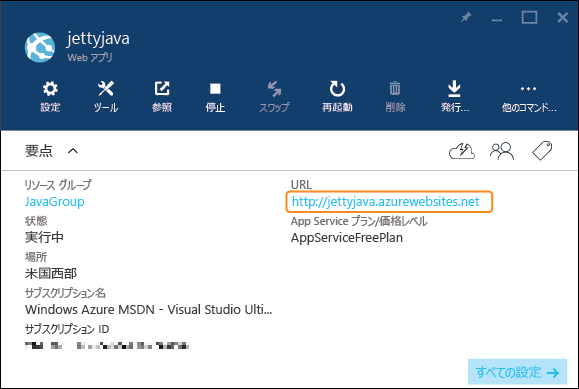 jettyjava
Web アプリ
設定 ツール 参照 停止 スワップ 再起動 削除 発行... 他のコマンド...
要点
リソース グループ
JavaGroup
状態
実行中
場所
米国西部
サブスクリプション名
Windows Azure MSDN - Visual Studio Ulti...
サブスクリプション ID
URL
http://jettyjava.azurewebsites.net
App Service プラン/価格レベル
AppServiceFreePlan
すべての設定 →